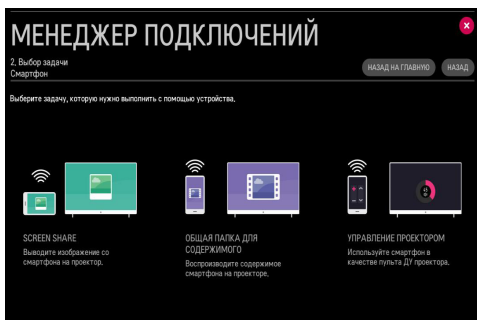 МЕНЕДЖЕР ПОДКЛЮЧЕНИЙ
2. Выбор задачи
Смартфон
НАЗАД НА ГЛАВНУЮ
НАЗАД
Выберите задачу, которую нужно выполнить с помощью устройства.
SCREEN SHARE
Выводите изображение со
смартфона на проектор.
ОБЩАЯ ПАПКА ДЛЯ
СОДЕРЖИМОГО
Воспроизводите содержимое
смартфона на проекторе.
УПРАВЛЕНИЕ ПРОЕКТОРОМ
Используйте смартфон в
качестве пульта ДУ проектора.